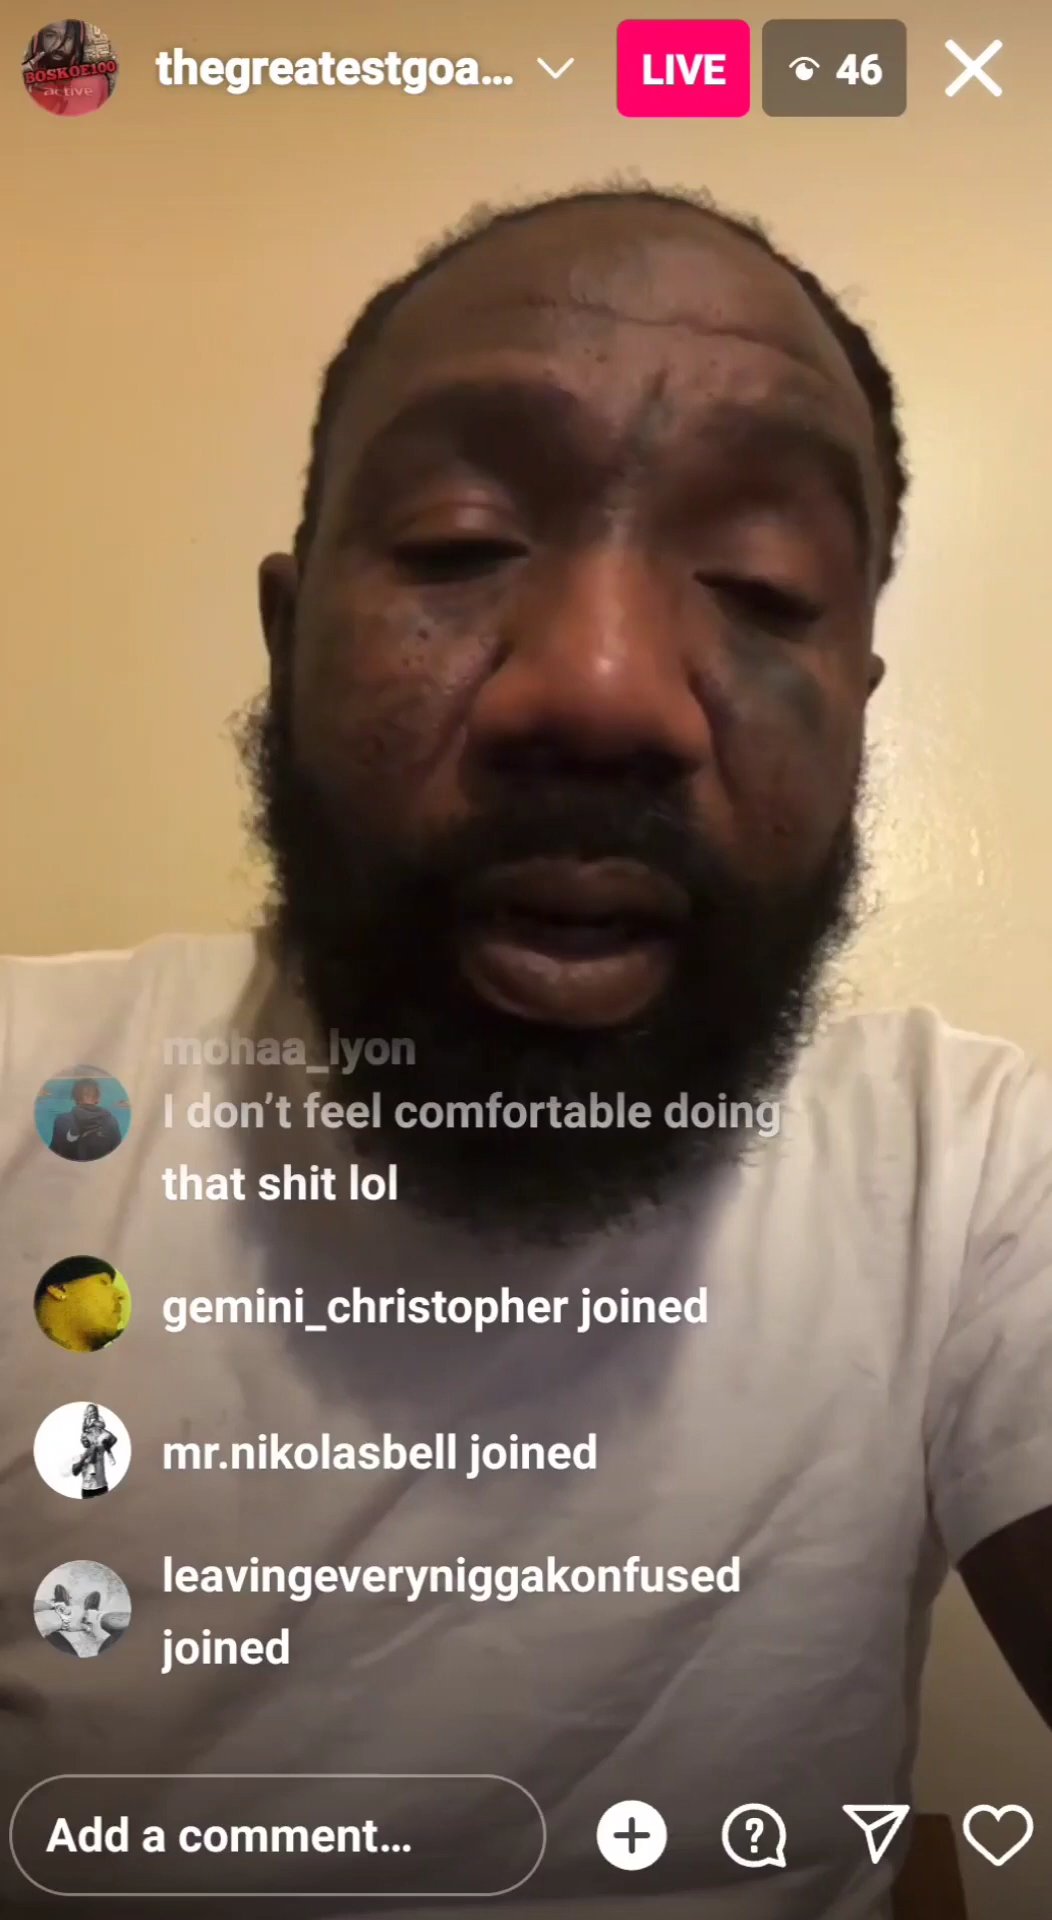 BOSKOE100
active
thegreatestgoa...
LIVE
46
mohaa_lyon
I don't feel comfortable doing
that shit lol
gemini_christopher joined
mr.nikolasbell joined
leavingeveryniggakonfused
joined
Add a comment...